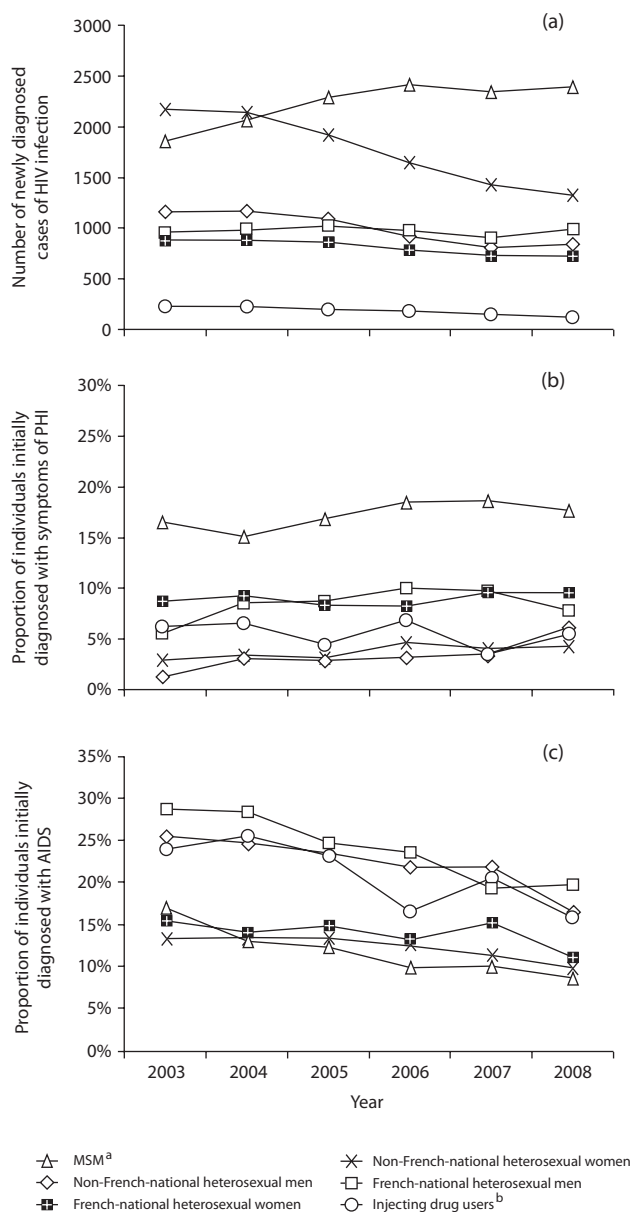 (a)
Number of newly diagnosed
cases of HIV infection
3000
2500
2000
1500
1000
500
0
(b)
Proportion of individuals initially
diagnosed with symptoms of PHI
30%
25%
20%
15%
10%
5%
0%
(c)
Proportion of individuals initially
diagnosed with AIDS
35%
30%
25%
20%
15%
10%
5%
0%
2003 2004 2005 2006 2007 2008
Year
MSMa
Non-French-national heterosexual women
Non-French-national heterosexual men
French-national heterosexual men
French-national heterosexual women
Injecting drug usersb